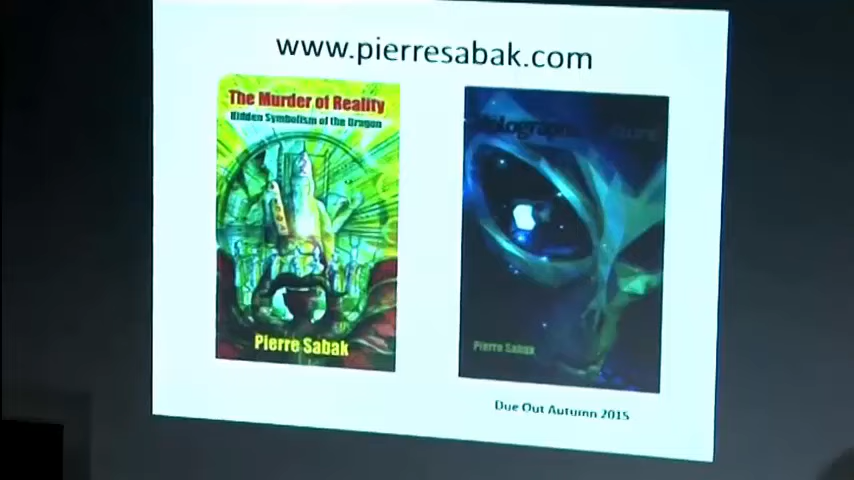 www.pierresabak.com
The Murder of Reality
Hidden Symbolism of the Dragon
Pierre Sabak
Pierre Sabak
Due Out Autumn 2015